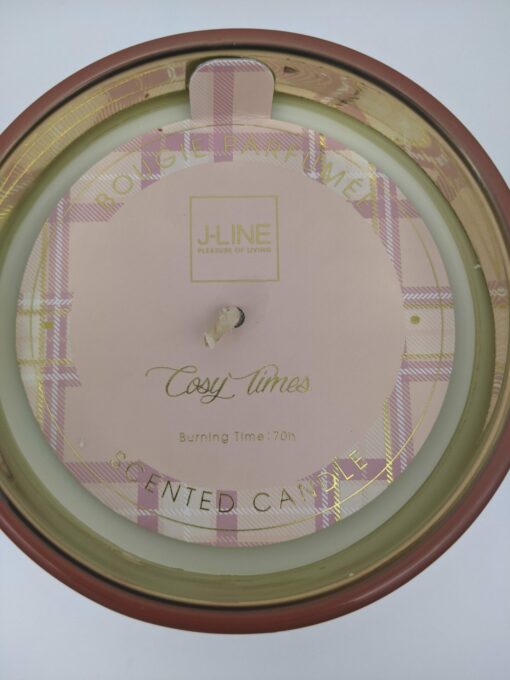 BOUGIE PARFUMÉE
J-LINE
PLEASURE OF LIVING
Cosy Times
Burning Time: 70h
SCENTED CANDLE